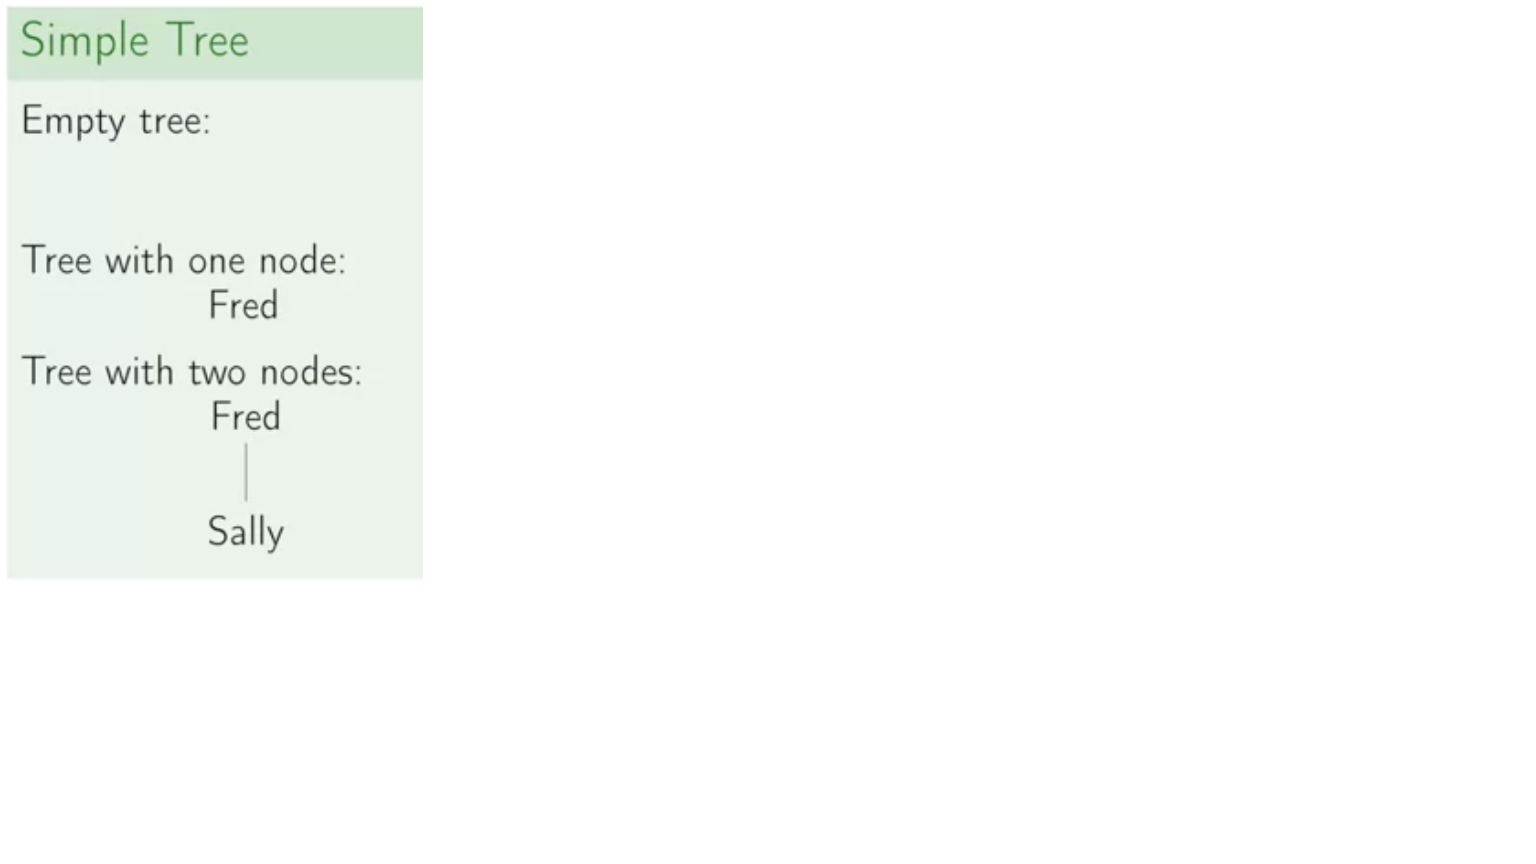 Simple Tree
Empty tree:
Tree with one node:
Fred
Tree with two nodes:
Fred
Sally